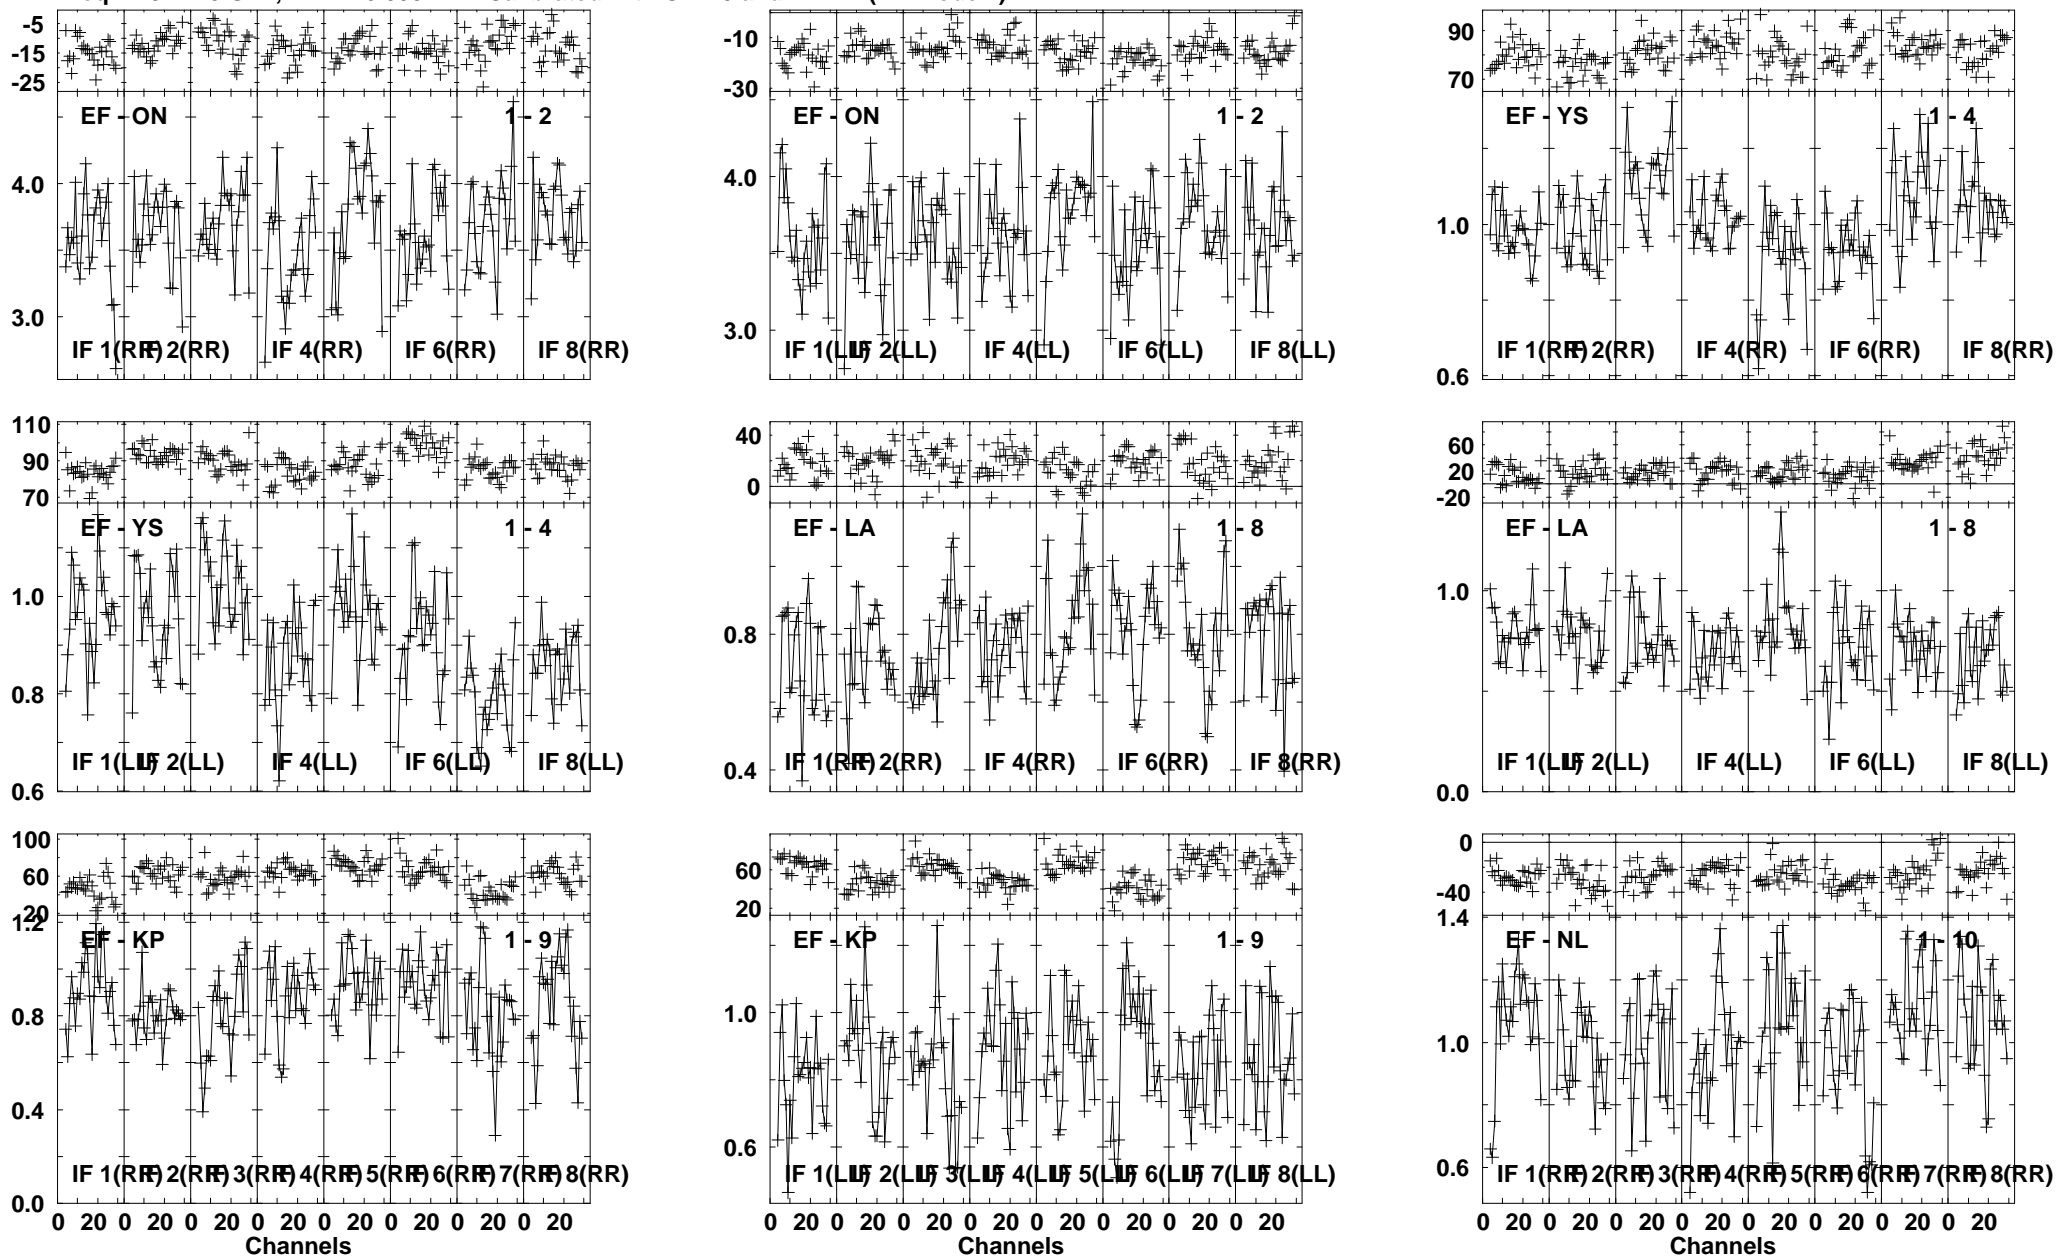 -5
-15
-25
EF - ON
1 - 2
4.0
3.0
IF 1(RR)
IF 2(RR)
IF 4(RR)
IF 6(RR)
IF 8(RR)
-10
-30
EF - ON
1 - 2
4.0
3.0
IF 1(LL)
IF 2(LL)
IF 4(LL)
IF 6(LL)
IF 8(LL)
90
70
EF - YS
1 - 4
1.0
0.6
IF 1(RR)
IF 2(RR)
IF 4(RR)
IF 6(RR)
IF 8(RR)
110
90
70
EF - YS
1 - 4
1.0
0.8
0.6
IF 1(LL)
IF 2(LL)
IF 4(LL)
IF 6(LL)
IF 8(LL)
40
0
EF - LA
1 - 8
0.8
0.4
IF 1(RR)
IF 2(RR)
IF 4(RR)
IF 6(RR)
IF 8(RR)
60
20
-20
EF - LA
1 - 8
1.0
0.0
IF 1(LL)
IF 2(LL)
IF 4(LL)
IF 6(LL)
IF 8(LL)
100
60
20
1.2
EF - KP
1 - 9
0.8
0.4
0.0
IF 1(RR)
IF 2(RR)
IF 3(RR)
IF 4(RR)
IF 5(RR)
IF 6(RR)
IF 7(RR)
IF 8(RR)
0 20 0 20 0 20 0 20 0 20 0 20 0 20 0 20
Channels
60
20
EF - KP
1 - 9
1.0
0.6
IF 1(LL)
IF 2(LL)
IF 3(LL)
IF 4(LL)
IF 5(LL)
IF 6(LL)
IF 7(LL)
IF 8(LL)
0 20 0 20 0 20 0 20 0 20 0 20 0 20 0 20
Channels
0
-40
1.4
EF - NL
1 - 10
1.0
0.6
IF 1(RR)
IF 2(RR)
IF 3(RR)
IF 4(RR)
IF 5(RR)
IF 6(RR)
IF 7(RR)
IF 8(RR)
0 20 0 20 0 20 0 20 0 20 0 20 0 20 0 20
Channels